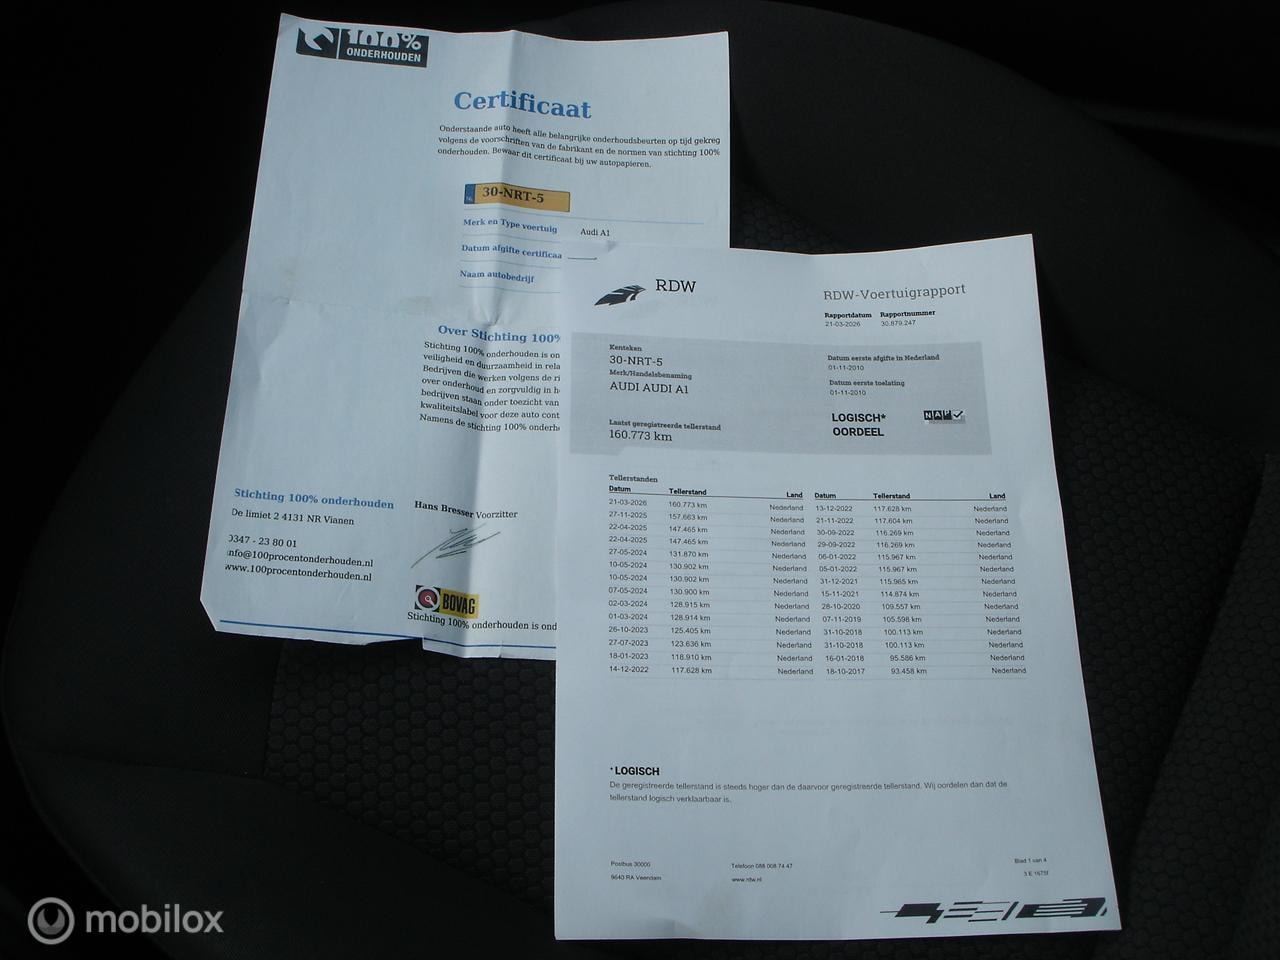 100%
ONDERHOUDEN
Certificaat
Onderstaande auto heeft alle belangrijke onderhoudsbeurten op tijd gekreg
volgens de voorschriften van de fabrikant en de normen van stichting 100%
onderhouden. Bewaar dit certificaat bij uw autopapieren.
NL
30-NRT-5
Merk en Type voertuig Audi A1
Datum afgifte certificaa
Naam autobedrijf
Over Stichting 100%
Stichting 100% onderhouden is on
veiligheid en duurzaamheid in rela
Bedrijven die werken volgens de ri
over onderhoud en zorgvuldig in h
bedrijven staan onder toezicht van
kwaliteitslabel voor deze auto cont
Namens de stichting 100% onderh
Stichting 100% onderhouden
De limiet 2 4131 NR Vianen
0347 - 23 80 01
info@100procentonderhouden.nl
www.100procentonderhouden.nl
Hans Bresser Voorzitter
BOVAG
Stichting 100% onderhouden is ond
RDW
RDW-Voertuigrapport
Rapportdatum Rapportnummer
21-03-2026 30.879.247
Kenteken
30-NRT-5
Merk/Handelsbenaming
AUDI AUDI A1
Laatst geregistreerde tellerstand
160.773 km
Datum eerste afgifte in Nederland
01-11-2010
Datum eerste toelating
01-11-2010
LOGISCH*
OORDEEL
NAP
Tellerstanden
Datum Tellerstand Land Datum Tellerstand Land
21-03-2026 160.773 km Nederland 13-12-2022 117.628 km Nederland
27-11-2025 157.663 km Nederland 21-11-2022 117.604 km Nederland
22-04-2025 147.465 km Nederland 30-09-2022 116.269 km Nederland
22-04-2025 147.465 km Nederland 29-09-2022 116.269 km Nederland
27-05-2024 131.870 km Nederland 06-01-2022 115.967 km Nederland
10-05-2024 130.902 km Nederland 05-01-2022 115.967 km Nederland
10-05-2024 130.902 km Nederland 31-12-2021 115.965 km Nederland
07-05-2024 130.900 km Nederland 15-11-2021 114.874 km Nederland
02-03-2024 128.915 km Nederland 28-10-2020 109.557 km Nederland
01-03-2024 128.914 km Nederland 07-11-2019 105.598 km Nederland
26-10-2023 125.405 km Nederland 31-10-2018 100.113 km Nederland
27-07-2023 123.636 km Nederland 31-10-2018 100.113 km Nederland
18-01-2023 118.910 km Nederland 16-01-2018 95.586 km Nederland
14-12-2022 117.628 km Nederland 18-10-2017 93.458 km Nederland
* LOGISCH
De geregistreerde tellerstand is steeds hoger dan de daarvoor geregistreerde tellerstand. Wij oordelen dan dat de
tellerstand logisch verklaarbaar is.
Postbus 30000
9640 RA Veendam
Telefoon 088 008 74 47
www.rdw.nl
Blad 1 van 4
3 E 1675f
mobilox